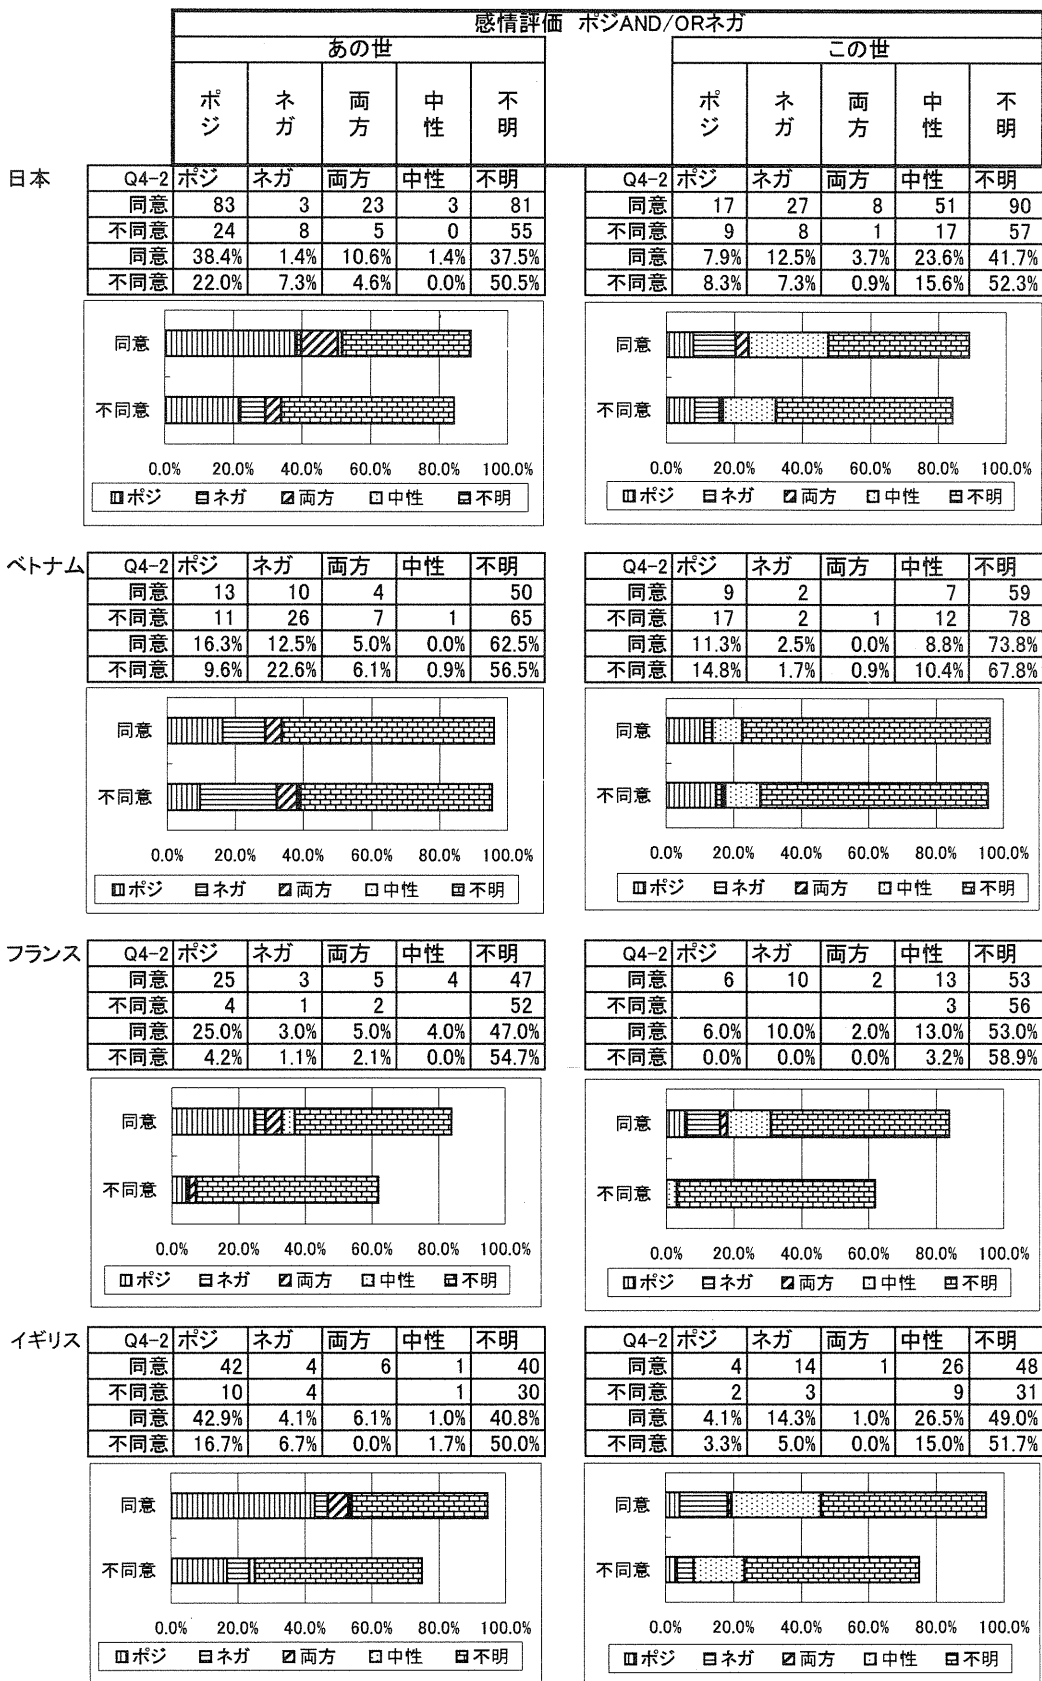 感情評価 ポジAND/ORネガ
あの世 この世
ポジ ネガ 両方 中性 不明 ポジ ネガ 両方 中性 不明
日本
Q4-2 ポジ ネガ 両方 中性 不明
同意 83 3 23 3 81
不同意 24 8 5 0 55
同意 38.4% 1.4% 10.6% 1.4% 37.5%
不同意 22.0% 7.3% 4.6% 0.0% 50.5%
同意
不同意
0.0% 20.0% 40.0% 60.0% 80.0% 100.0%
ポジ ネガ 両方 中性 不明
Q4-2 ポジ ネガ 両方 中性 不明
同意 17 27 8 51 90
不同意 9 8 1 17 57
同意 7.9% 12.5% 3.7% 23.6% 41.7%
不同意 8.3% 7.3% 0.9% 15.6% 52.3%
同意
不同意
0.0% 20.0% 40.0% 60.0% 80.0% 100.0%
ポジ ネガ 両方 中性 不明
ベトナム
Q4-2 ポジ ネガ 両方 中性 不明
同意 13 10 4 50
不同意 11 26 7 1 65
同意 16.3% 12.5% 5.0% 0.0% 62.5%
不同意 9.6% 22.6% 6.1% 0.9% 56.5%
同意
不同意
0.0% 20.0% 40.0% 60.0% 80.0% 100.0%
ポジ ネガ 両方 中性 不明
Q4-2 ポジ ネガ 両方 中性 不明
同意 9 2 7 59
不同意 17 2 1 12 78
同意 11.3% 2.5% 0.0% 8.8% 73.8%
不同意 14.8% 1.7% 0.9% 10.4% 67.8%
同意
不同意
0.0% 20.0% 40.0% 60.0% 80.0% 100.0%
ポジ ネガ 両方 中性 不明
フランス
Q4-2 ポジ ネガ 両方 中性 不明
同意 25 3 5 4 47
不同意 4 1 2 52
同意 25.0% 3.0% 5.0% 4.0% 47.0%
不同意 4.2% 1.1% 2.1% 0.0% 54.7%
同意
不同意
0.0% 20.0% 40.0% 60.0% 80.0% 100.0%
ポジ ネガ 両方 中性 不明
Q4-2 ポジ ネガ 両方 中性 不明
同意 6 10 2 13 53
不同意 3 56
同意 6.0% 10.0% 2.0% 13.0% 53.0%
不同意 0.0% 0.0% 0.0% 3.2% 58.9%
同意
不同意
0.0% 20.0% 40.0% 60.0% 80.0% 100.0%
ポジ ネガ 両方 中性 不明
イギリス
Q4-2 ポジ ネガ 両方 中性 不明
同意 42 4 6 1 40
不同意 10 4 1 30
同意 42.9% 4.1% 6.1% 1.0% 40.8%
不同意 16.7% 6.7% 0.0% 1.7% 50.0%
同意
不同意
0.0% 20.0% 40.0% 60.0% 80.0% 100.0%
ポジ ネガ 両方 中性 不明
Q4-2 ポジ ネガ 両方 中性 不明
同意 4 14 1 26 48
不同意 2 3 9 31
同意 4.1% 14.3% 1.0% 26.5% 49.0%
不同意 3.3% 5.0% 0.0% 15.0% 51.7%
同意
不同意
0.0% 20.0% 40.0% 60.0% 80.0% 100.0%
ポジ ネガ 両方 中性 不明